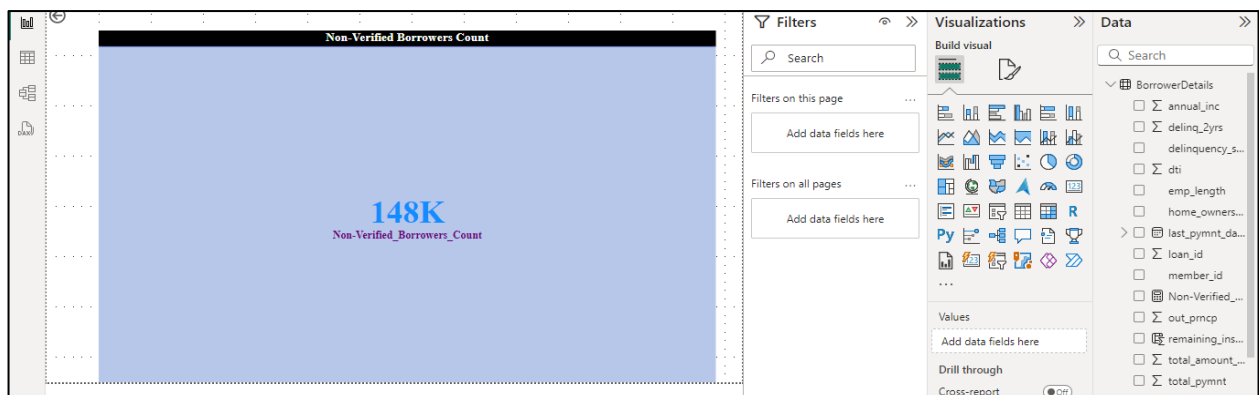 Non-Verified Borrowers Count
148K
Non-Verified_Borrowers_Count
Filters
Search
Filters on this page
...
Add data fields here
Filters on all pages
...
Add data fields here
Visualizations
Build visual
123
R
Py
...
Values
Add data fields here
Drill through
Cross-report
Off
Data
Search
BorrowerDetails
annual_inc
delinq_2yrs
delinquency_s...
dti
emp_length
home_owners...
last_pymnt_da...
loan_id
member_id
Non-Verified_...
out_prncp
remaining_ins...
total_amount_...
total_pymnt